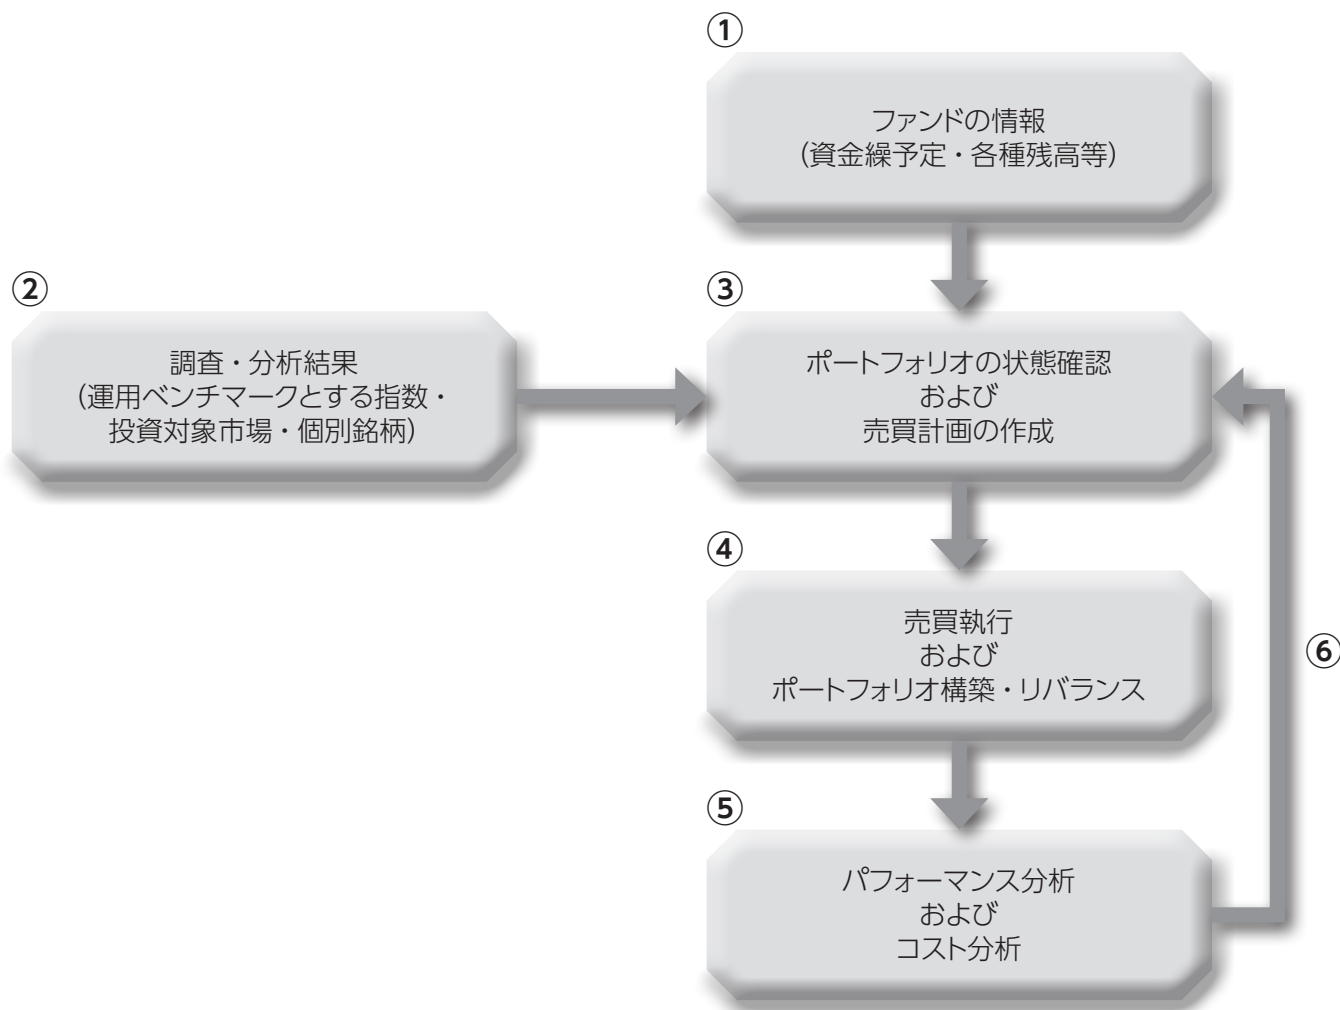 ①
ファンドの情報
(資金繰予定・各種残高等)
②
調査・分析結果
(運用ベンチマークとする指数・
投資対象市場・個別銘柄)
③
ポートフォリオの状態確認
および
売買計画の作成
④
売買執行
および
ポートフォリオ構築・リバランス
⑤
パフォーマンス分析
および
コスト分析
⑥